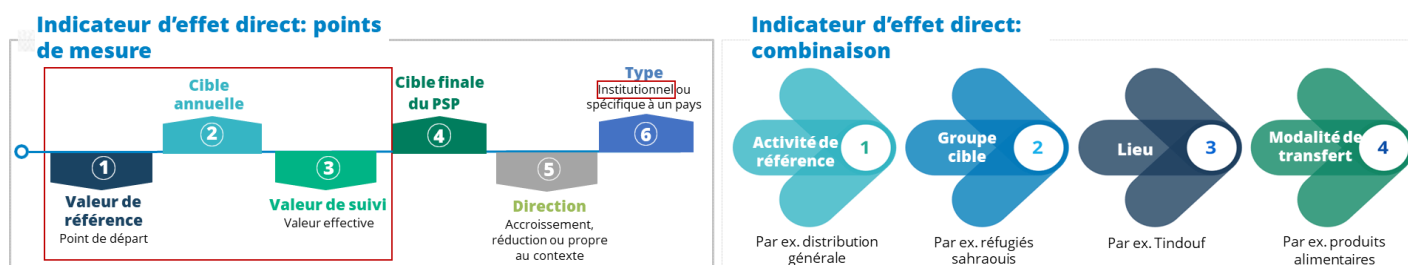 Indicateur d’effet direct: points
de mesure
Cible
annuelle
2
Cible finale
du PSP
4
Type
Institutionnel ou
spécifique à un pays
6
1
Valeur de
référence
Point de départ
3
Valeur de suivi
Valeur effective
5
Direction
Accroissement,
réduction ou propre
au contexte
Indicateur d’effet direct:
combinaison
Activité de
référence
1
Par ex. distribution
générale
Groupe
cible
2
Par ex. réfugiés
sahraouis
Lieu
3
Par ex. Tindouf
Modalité de
transfert
4
Par ex. produits
alimentaires